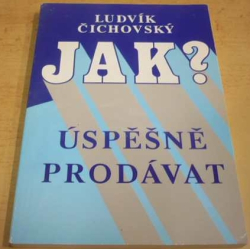 LUDVÍK
ČICHOVSKÝ
JAK?
ÚSPĚŠNĚ
PRODÁVAT